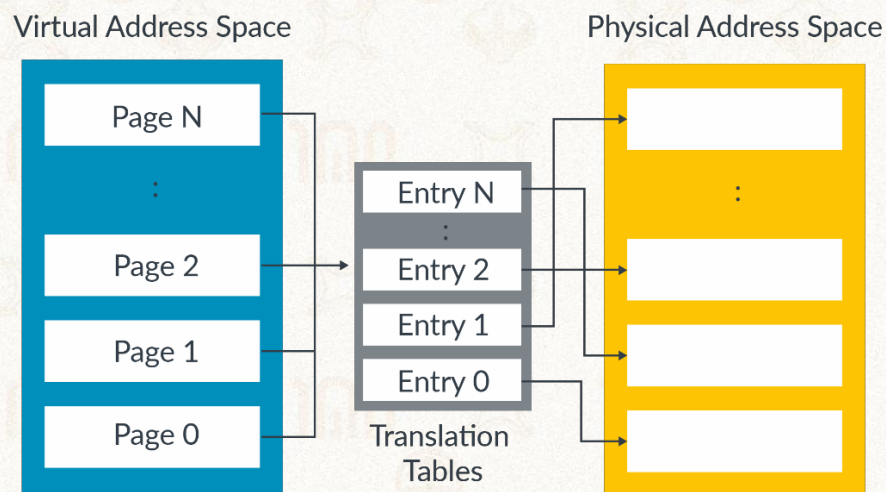 Virtual Address Space
Physical Address Space
Page N
:
Page 2
Page 1
Page 0
Entry N
:
Entry 2
Entry 1
Entry 0
Translation
Tables
: